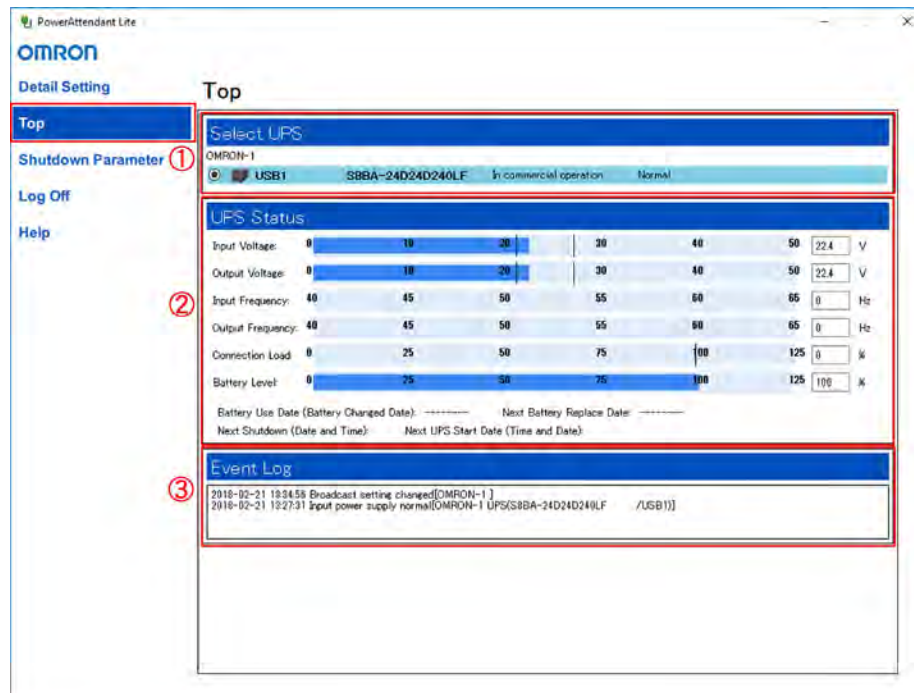 PowerAttendant Lite
OMRON
Detail Setting
Top
Shutdown Parameter
Log Off
Help
Top
①
Select UPS
OMRON-1
USB1 S8BA-24D24D240LF In commercial operation Normal
②
UPS Status
Input Voltage: 0 10 20 30 40 50 22.4 V
Output Voltage: 0 10 20 30 40 50 22.4 V
Input Frequency: 40 45 50 55 60 65 0 Hz
Output Frequency: 40 45 50 55 60 65 0 Hz
Connection Load 0 25 50 75 100 125 0 %
Battery Level: 0 25 50 75 100 125 100 %
Battery Use Date (Battery Changed Date): -------- Next Battery Replace Date: --------
Next Shutdown (Date and Time): Next UPS Start Date (Time and Date):
③
Event Log
2018-02-21 13:34:56 Broadcast setting changed[OMRON-1 ]
2018-02-21 13:27:31 Input power supply normal[OMRON-1 UPS(S8BA-24D24D240LF /USB1)]